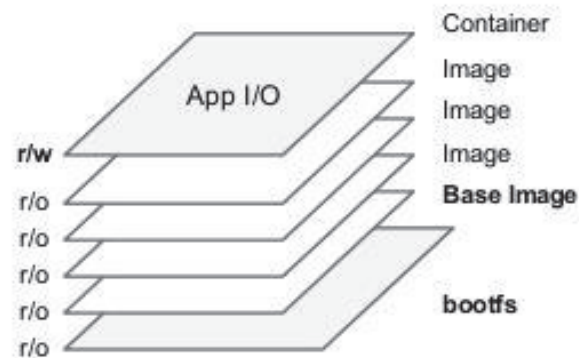 Container
Image
App I/O
Image
Image
r/w
Base Image
r/o
r/o
r/o
bootfs
r/o
r/o